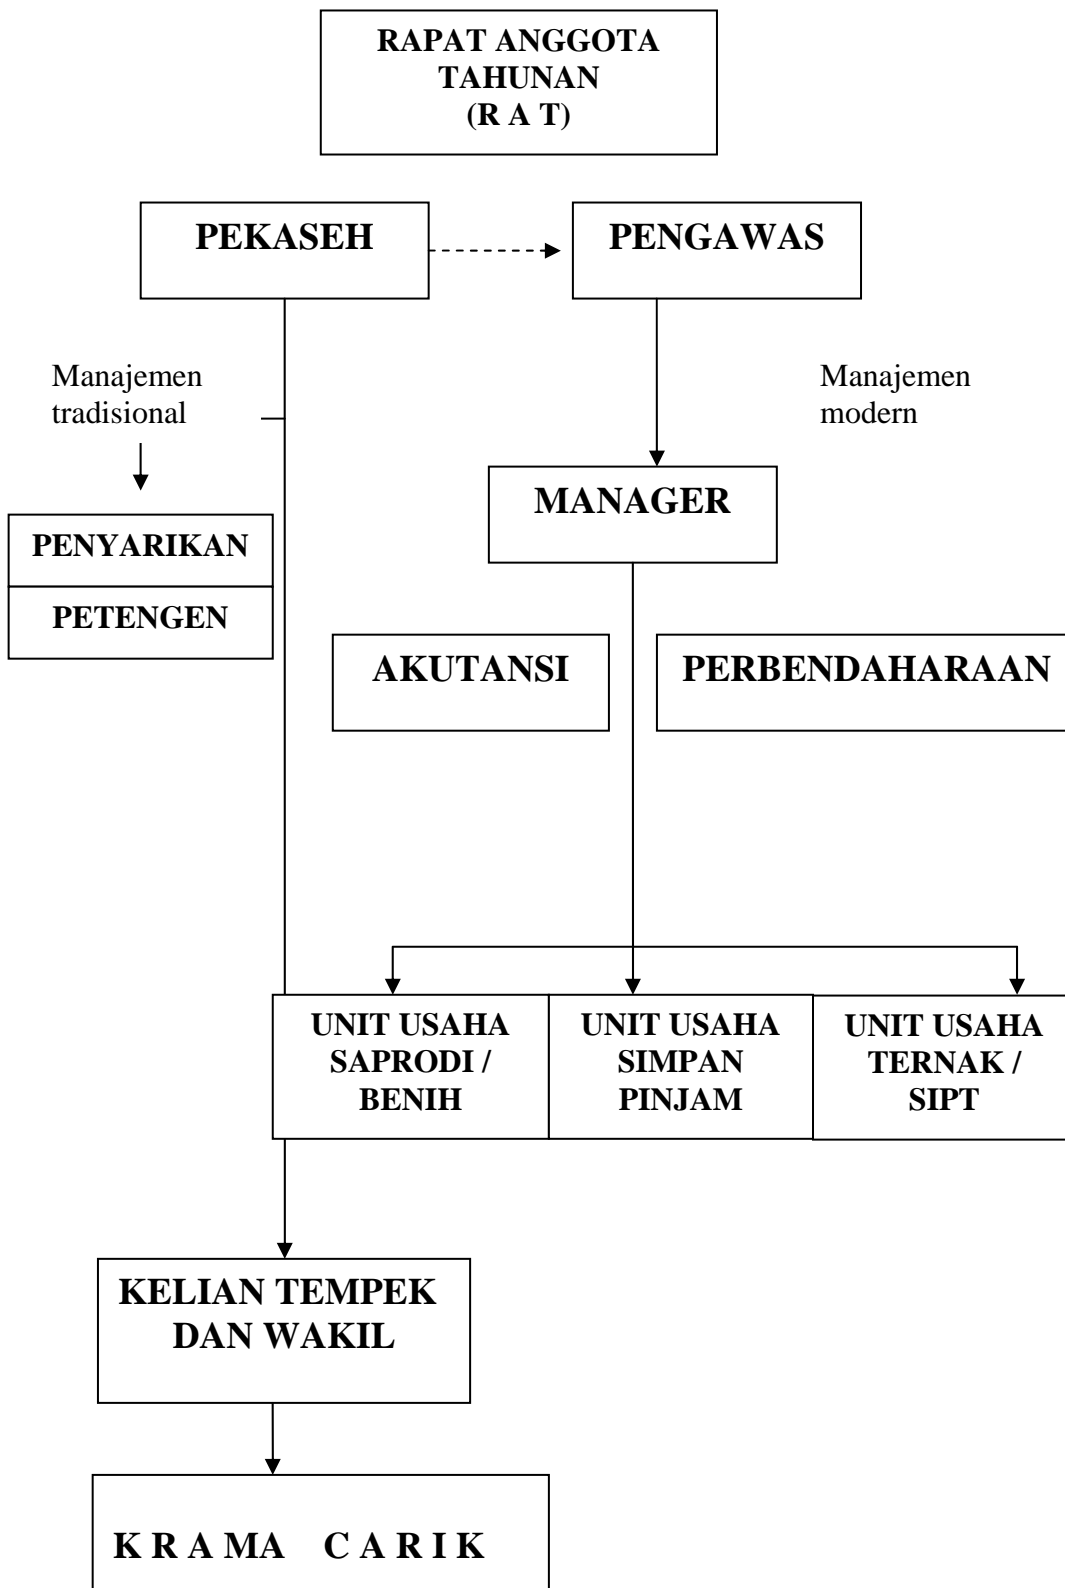 RAPAT ANGGOTA
TAHUNAN
(R A T)
PEKASEH
PENGAWAS
Manajemen
tradisional
Manajemen
modern
MANAGER
PENYARIKAN
PETENGEN
AKUTANSI
PERBENDAHARAAN
UNIT USAHA
SAPRODI /
BENIH
UNIT USAHA
SIMPAN
PINJAM
UNIT USAHA
TERNAK /
SIPT
KELIAN TEMPEK
DAN WAKIL
K R A MA C A R I K